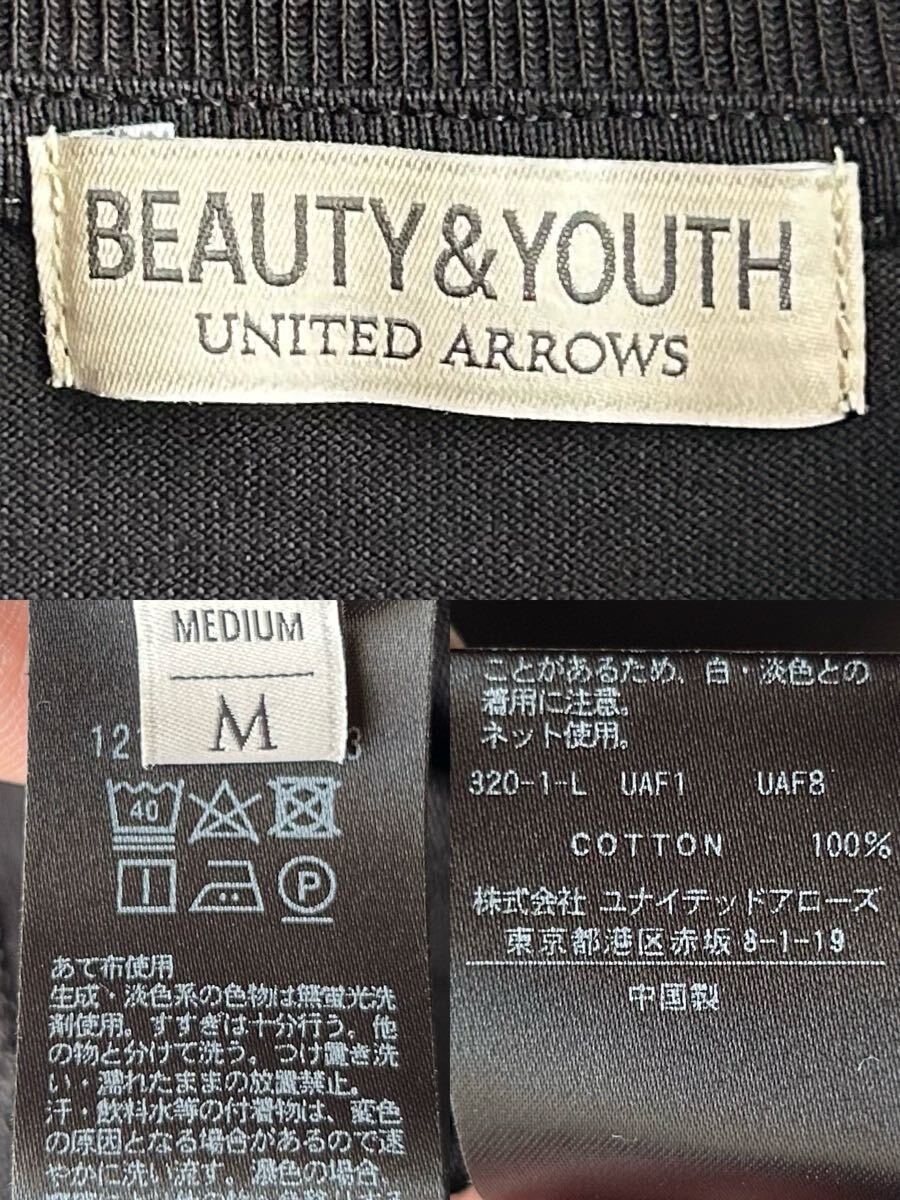 BEAUTY&YOUTH
UNITED ARROWS
MEDIUM
M
12
3
40
P
あて布使用
生成・淡色系の色物は無蛍光洗
剤使用。すすぎは十分行う。他
の物と分けて洗う。つけ置き洗
い・濡れたままの放置禁止。
汗・飲料水等の付着物は、変色
の原因となる場合があるので速
やかに洗い流す。濃色の場合、
ことがあるため、白・淡色との
着用に注意。
ネット使用。
320-1-L UAF1 UAF8
COTTON 100%
株式会社 ユナイテッドアローズ
東京都港区赤坂 8-1-19
中国製